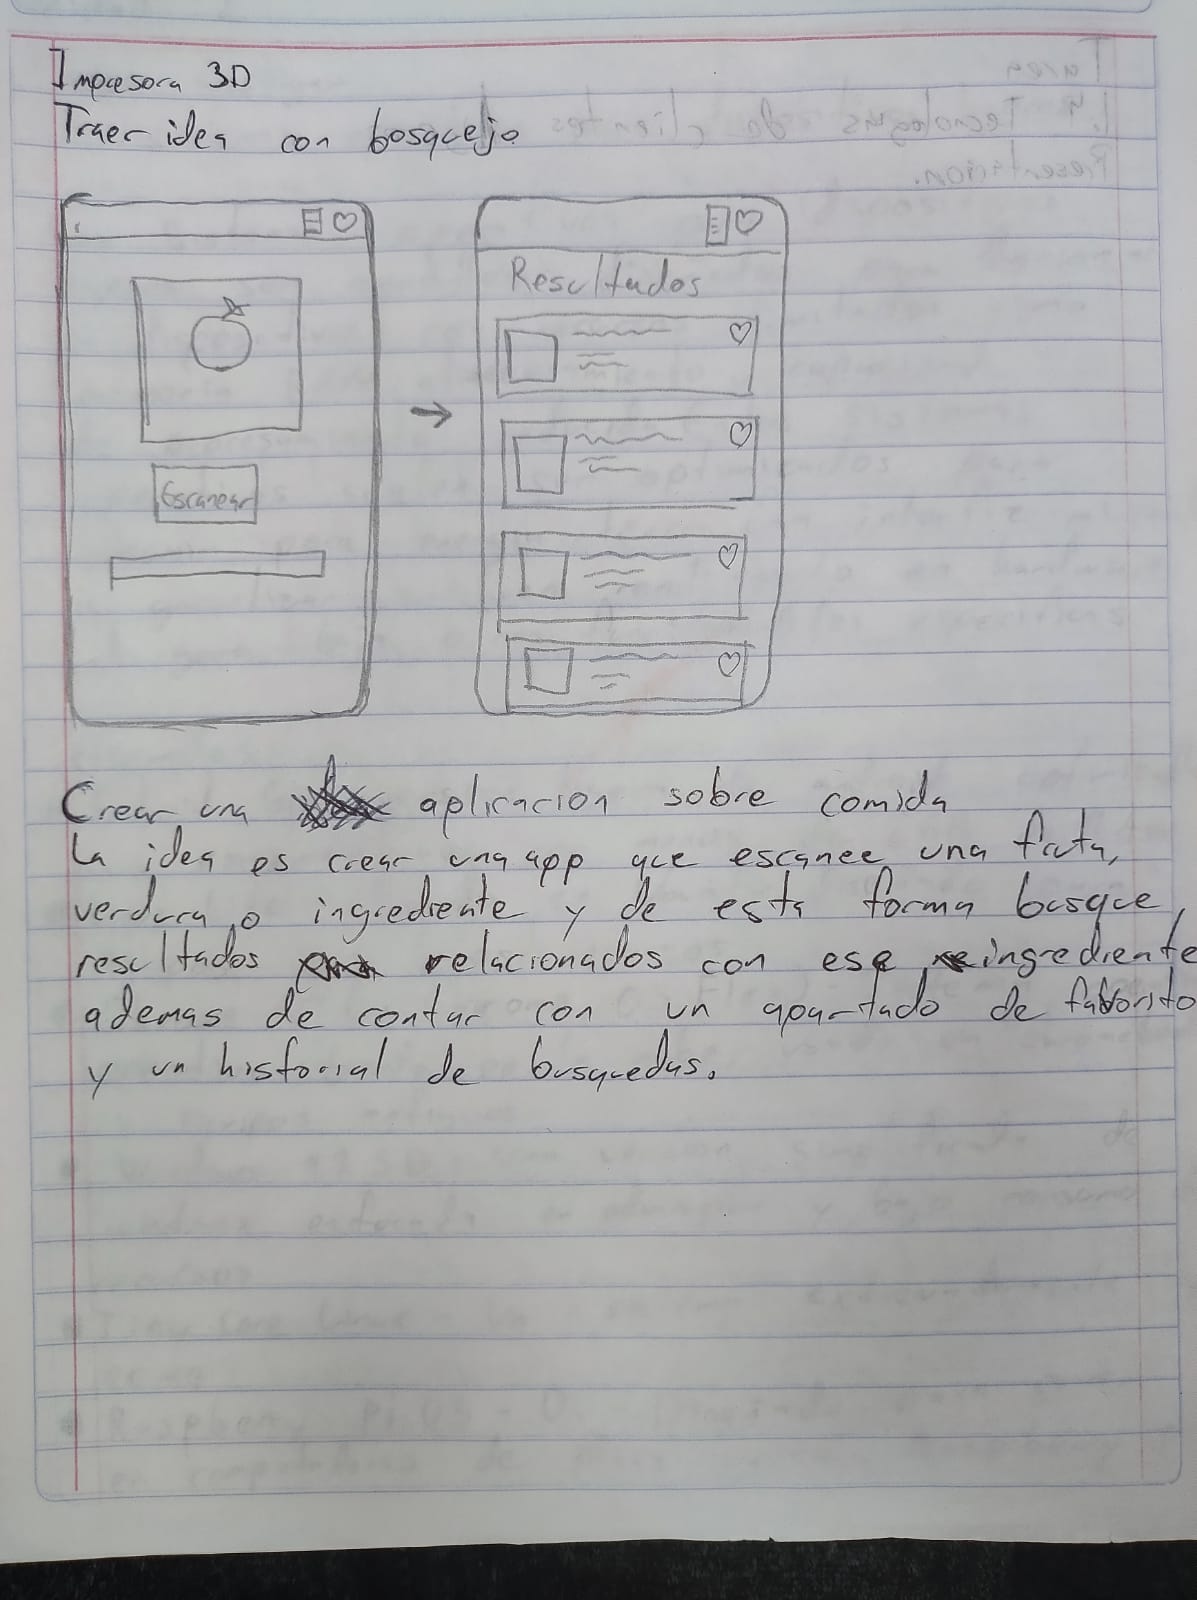 Impresora 3D
Traer idea con bosquejo
Resultados
Escanear
Crear una aplicacion sobre comida
La idea es crear una app que escanee una fruta,
verdura o ingrediente y de esta forma busque
resultados relacionados con ese ingrediente
ademas de contar con un apartado de faborito
y un historial de busquedas.